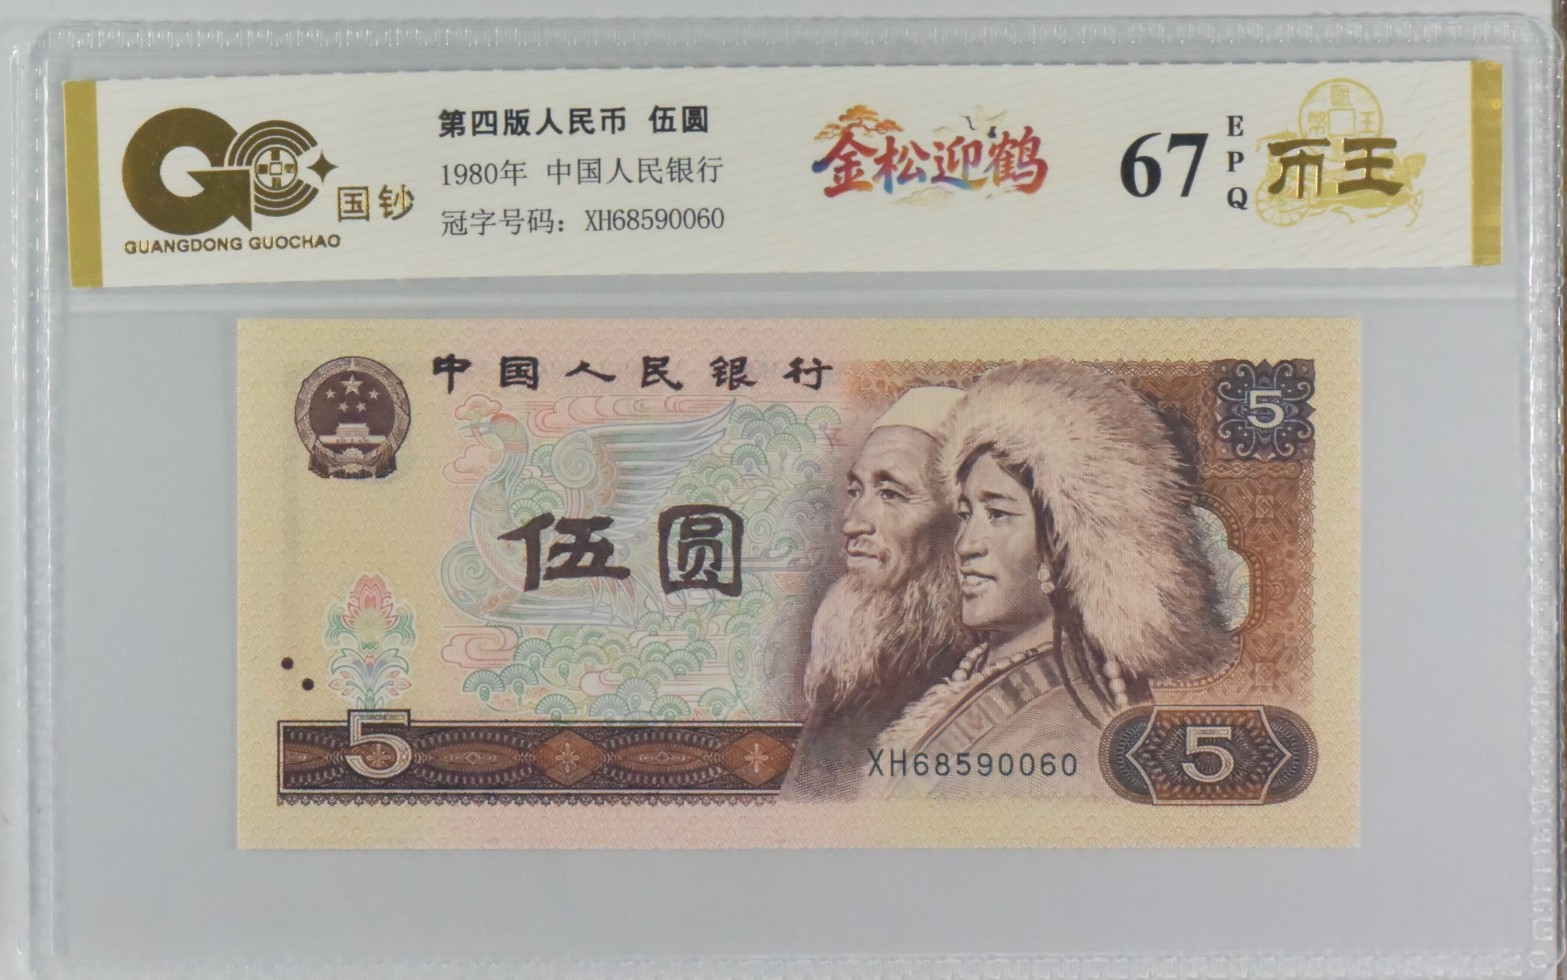 国钞
GUANGDONG GUOCHAO
第四版人民币 伍圆
1980年 中国人民银行
冠字号码：XH68590060
金松迎鹤
67
EPQ
币王
中国人民银行
5
伍圆
5
XH68590060
5